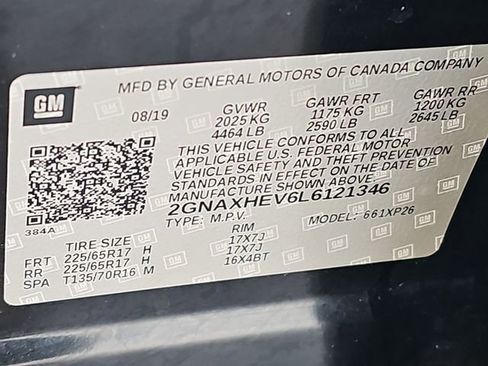 GM
MFD BY GENERAL MOTORS OF CANADA COMPANY
08/19 GVWR GAWR FRT GAWR RR
2025 KG 1175 KG 1200 KG
4464 LB 2590 LB 2645 LB
THIS VEHICLE CONFORMS TO ALL
APPLICABLE U.S. FEDERAL MOTOR
VEHICLE SAFETY AND THEFT PREVENTION
STANDARDS IN EFFECT ON THE DATE OF
MANUFACTURE SHOWN ABOVE.
2GNAXHEV6L6121346
384A TYPE: M.P.V. MODEL: 661XP26
TIRE SIZE RIM
FRT 225/65R17 H 17X7J
RR 225/65R17 H 17X7J
SPA T135/70R16 M 16X4BT